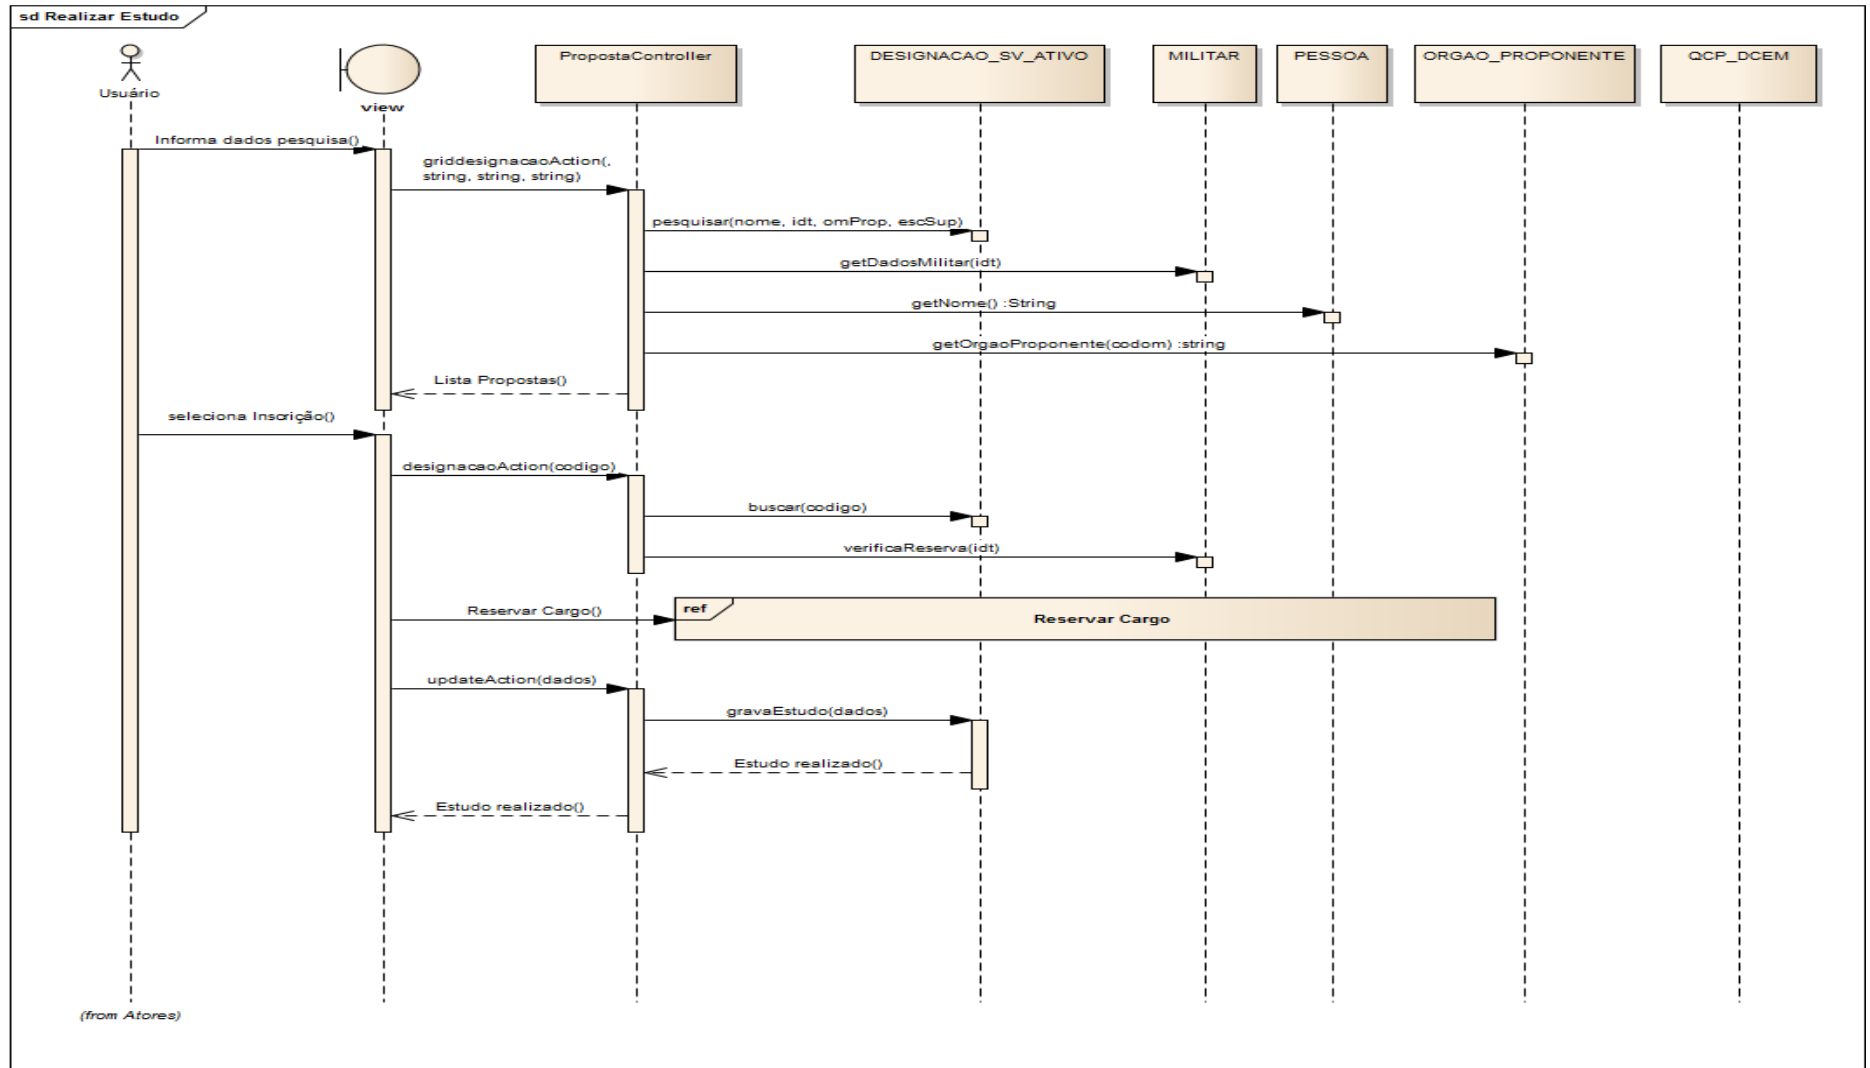 sd Realizar Estudo
Usuário
view
PropostaController
DESIGNACAO_SV_ATIVO
MILITAR
PESSOA
ORGAO_PROPONENTE
QCP_DCEM
Informa dados pesquisa()
griddesignacaoAction(,
string, string, string)
pesquisar(nome, idt, omProp, escSup)
getDadosMilitar(idt)
getNome() :String
getOrgaoProponente(codom) :string
Lista Propostas()
seleciona Inscrição()
designacaoAction(codigo)
buscar(codigo)
verificaReserva(idt)
Reservar Cargo()
ref
Reservar Cargo
updateAction(dados)
gravaEstudo(dados)
Estudo realizado()
Estudo realizado()
(from Atores)